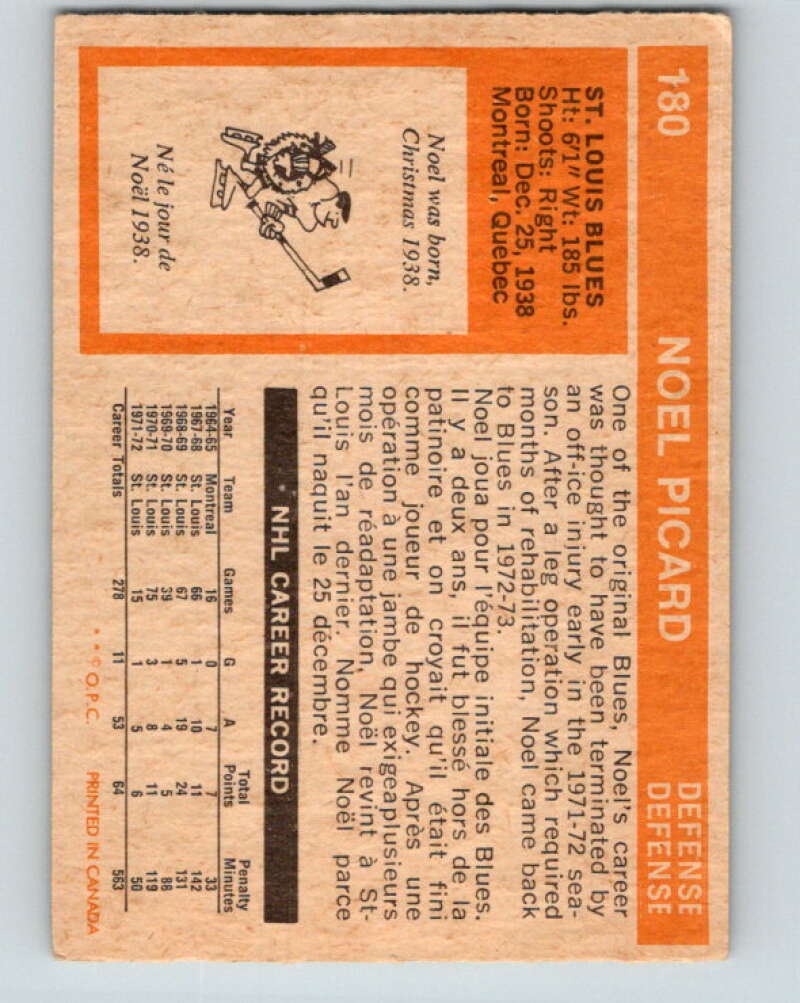 180 NOEL PICARD DEFENSE
DEFENSE
ST. LOUIS BLUES
Ht: 6'1" Wt: 185 lbs.
Shoots: Right
Born: Dec. 25, 1938
Montreal, Quebec
Noel was born,
Christmas 1938.
Né le jour de
Noël 1938.
One of the original Blues, Noel's career
was thought to have been terminated by
an off-ice injury early in the 1971-72 sea-
son. After a leg operation which required
months of rehabilitation, Noel came back
to Blues in 1972-73.
Noel joua pour l'équipe initiale des Blues.
Il y a deux ans, il fut blessé hors de la
patinoire et on croyait qu'il était fini
comme joueur de hockey. Après une
opération à une jambe qui exigeaplusieurs
mois de réadaptation, Noël revint à St-
Louis l'an dernier. Nomme Noël parce
qu'il naquit le 25 décembre.
• NHL CAREER RECORD
Year Team Games G A Total Points Penalty Minutes
1964-65 Montreal 16 0 7 7 33
1967-68 St. Louis 66 1 10 11 142
1968-69 St. Louis 67 5 19 24 131
1969-70 St. Louis 39 1 4 5 88
1970-71 St. Louis 75 3 8 11 119
1971-72 St. Louis 15 1 5 6 50
Career Totals 278 11 53 64 563
* * © O.P.C. PRINTED IN CANADA